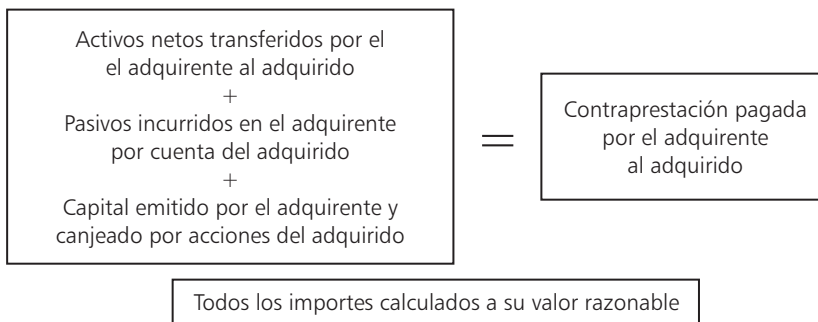 Activos netos transferidos por el
el adquirente al adquirido
+
Pasivos incurridos en el adquirente
por cuenta del adquirido
+
Capital emitido por el adquirente y
canjeado por acciones del adquirido
=
Contraprestación pagada
por el adquirente
al adquirido
Todos los importes calculados a su valor razonable